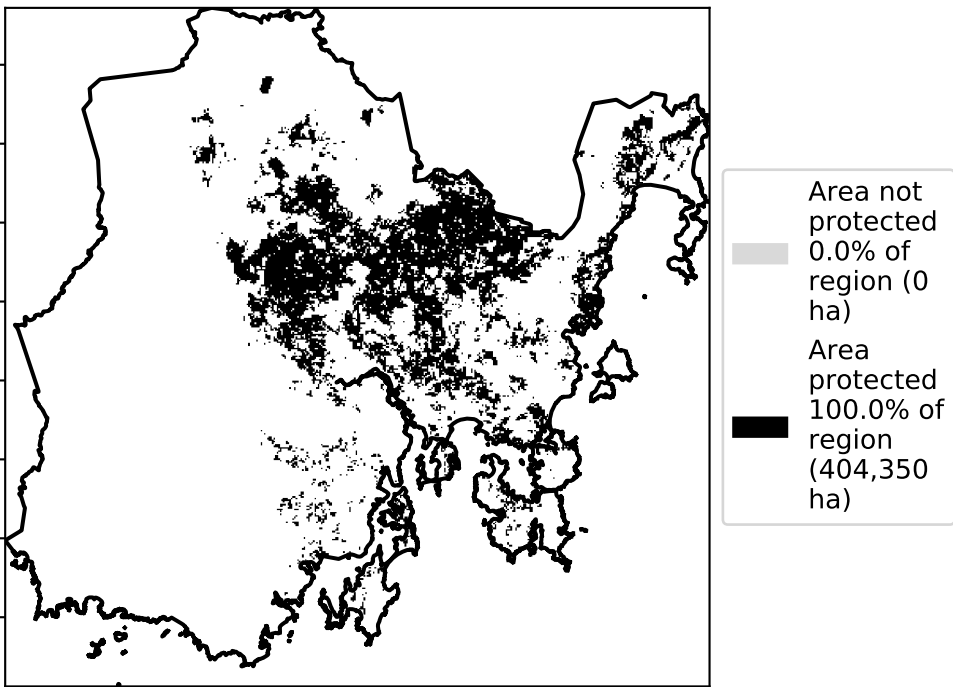 Area not
protected
0.0% of
region (0
ha)
Area
protected
100.0% of
region
(404,350
ha)